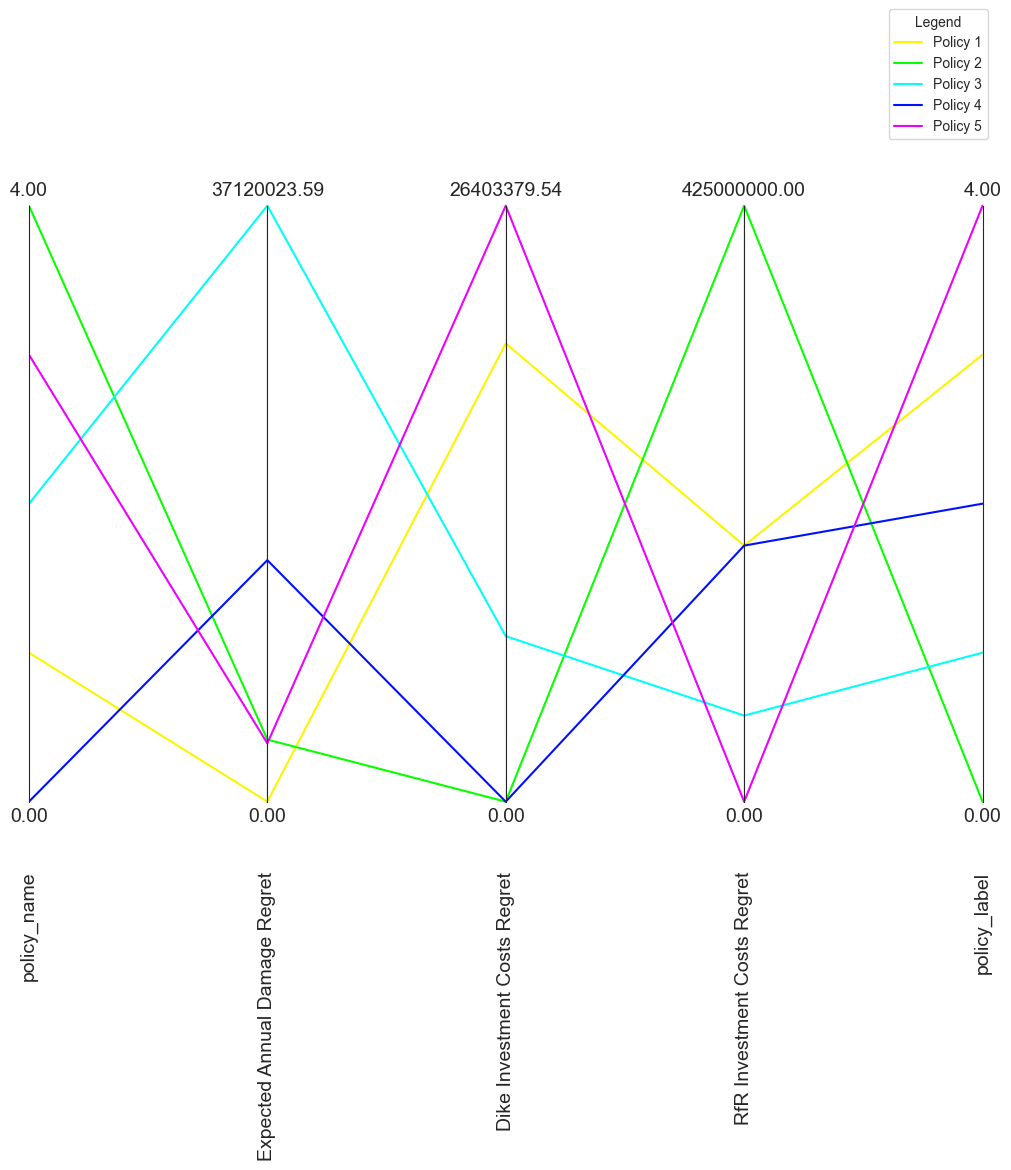 Legend
Policy 1
Policy 2
Policy 3
Policy 4
Policy 5
4.00
37120023.59
26403379.54
425000000.00
4.00
0.00
0.00
0.00
0.00
0.00
policy_name
Expected Annual Damage Regret
Dike Investment Costs Regret
RfR Investment Costs Regret
policy_label